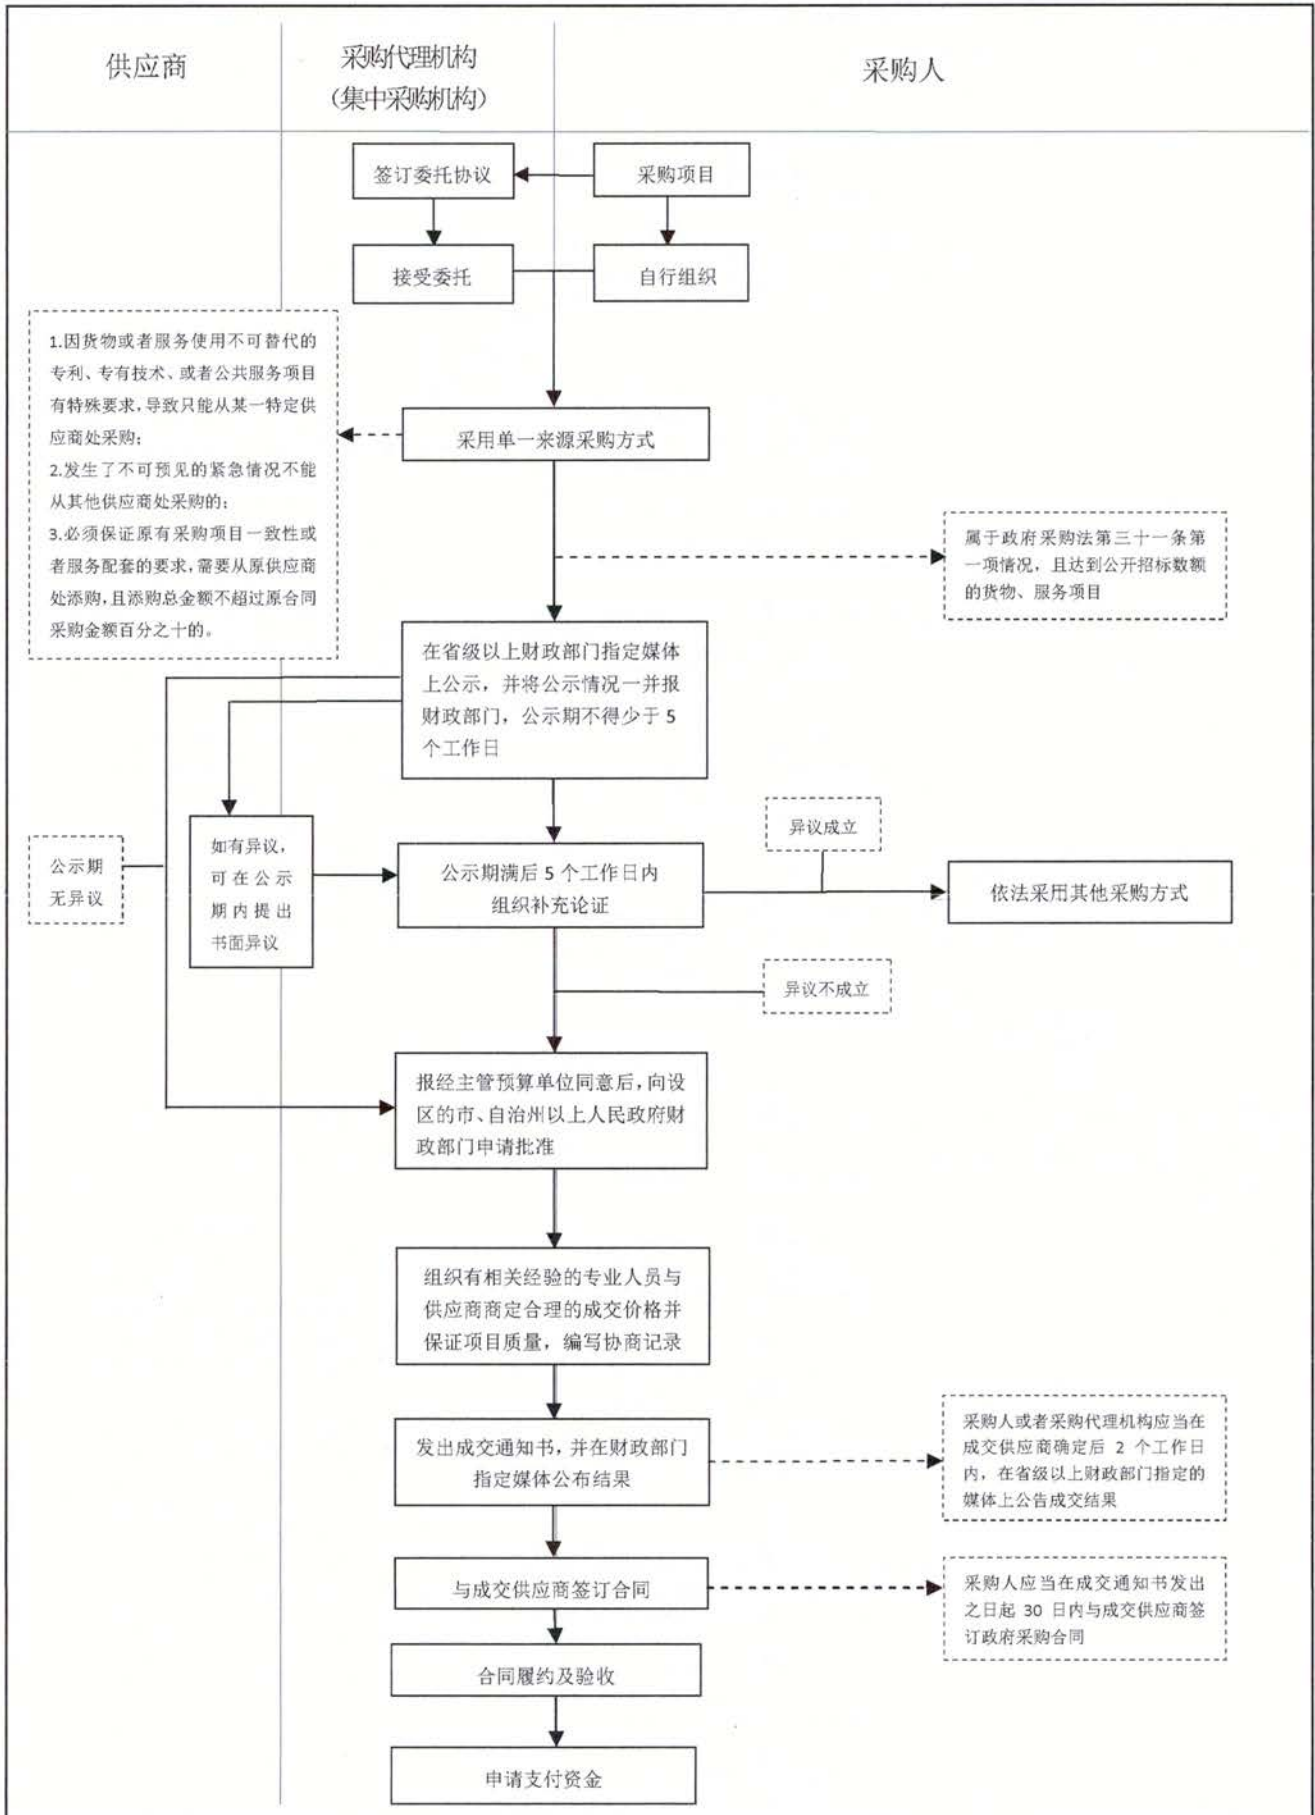 供应商
采购代理机构
（集中采购机构）
采购人
签订委托协议
采购项目
接受委托
自行组织
1.因货物或者服务使用不可替代的
专利、专有技术、或者公共服务项目
有特殊要求，导致只能从某一特定供
应商处采购；
2.发生了不可预见的紧急情况不能
从其他供应商处采购的；
3.必须保证原有采购项目一致性或
者服务配套的要求，需要从原供应商
处添购，且添购总金额不超过原合同
采购金额百分之十的。
采用单一来源采购方式
属于政府采购法第三十一条第
一项情况，且达到公开招标数额
的货物、服务项目
在省级以上财政部门指定媒体
上公示，并将公示情况一并报
财政部门，公示期不得少于 5
个工作日
公示期
无异议
如有异议，
可在公示
期内提出
书面异议
公示期满后 5 个工作日内
组织补充论证
异议成立
依法采用其他采购方式
异议不成立
报经主管预算单位同意后，向设
区的市、自治州以上人民政府财
政部门申请批准
组织有相关经验的专业人员与
供应商商定合理的成交价格并
保证项目质量，编写协商记录
发出成交通知书，并在财政部门
指定媒体公布结果
采购人或者采购代理机构应当在
成交供应商确定后 2 个工作日
内，在省级以上财政部门指定的
媒体上公告成交结果
与成交供应商签订合同
采购人应当在成交通知书发出
之日起 30 日内与成交供应商签
订政府采购合同
合同履约及验收
申请支付资金